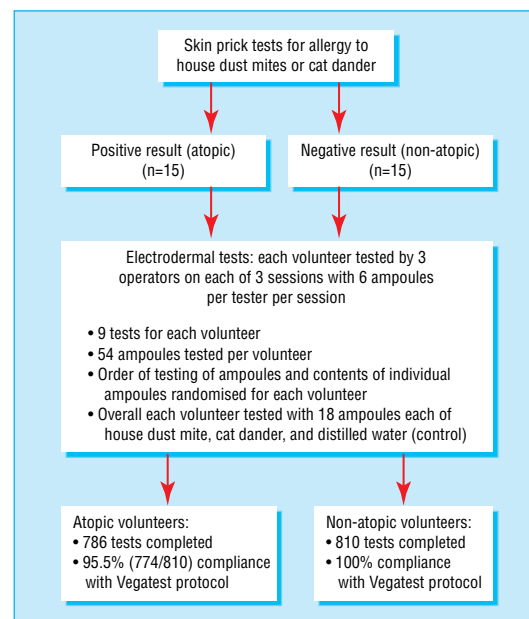 Skin prick tests for allergy to
house dust mites or cat dander
Positive result (atopic)
(n=15)
Negative result (non-atopic)
(n=15)
Electrodermal tests: each volunteer tested by 3
operators on each of 3 sessions with 6 ampoules
per tester per session
• 9 tests for each volunteer
• 54 ampoules tested per volunteer
• Order of testing of ampoules and contents of individual
ampoules randomised for each volunteer
• Overall each volunteer tested with 18 ampoules each of
house dust mite, cat dander, and distilled water (control)
Atopic volunteers:
• 786 tests completed
• 95.5% (774/810) compliance
with Vegatest protocol
Non-atopic volunteers:
• 810 tests completed
• 100% compliance
with Vegatest protocol